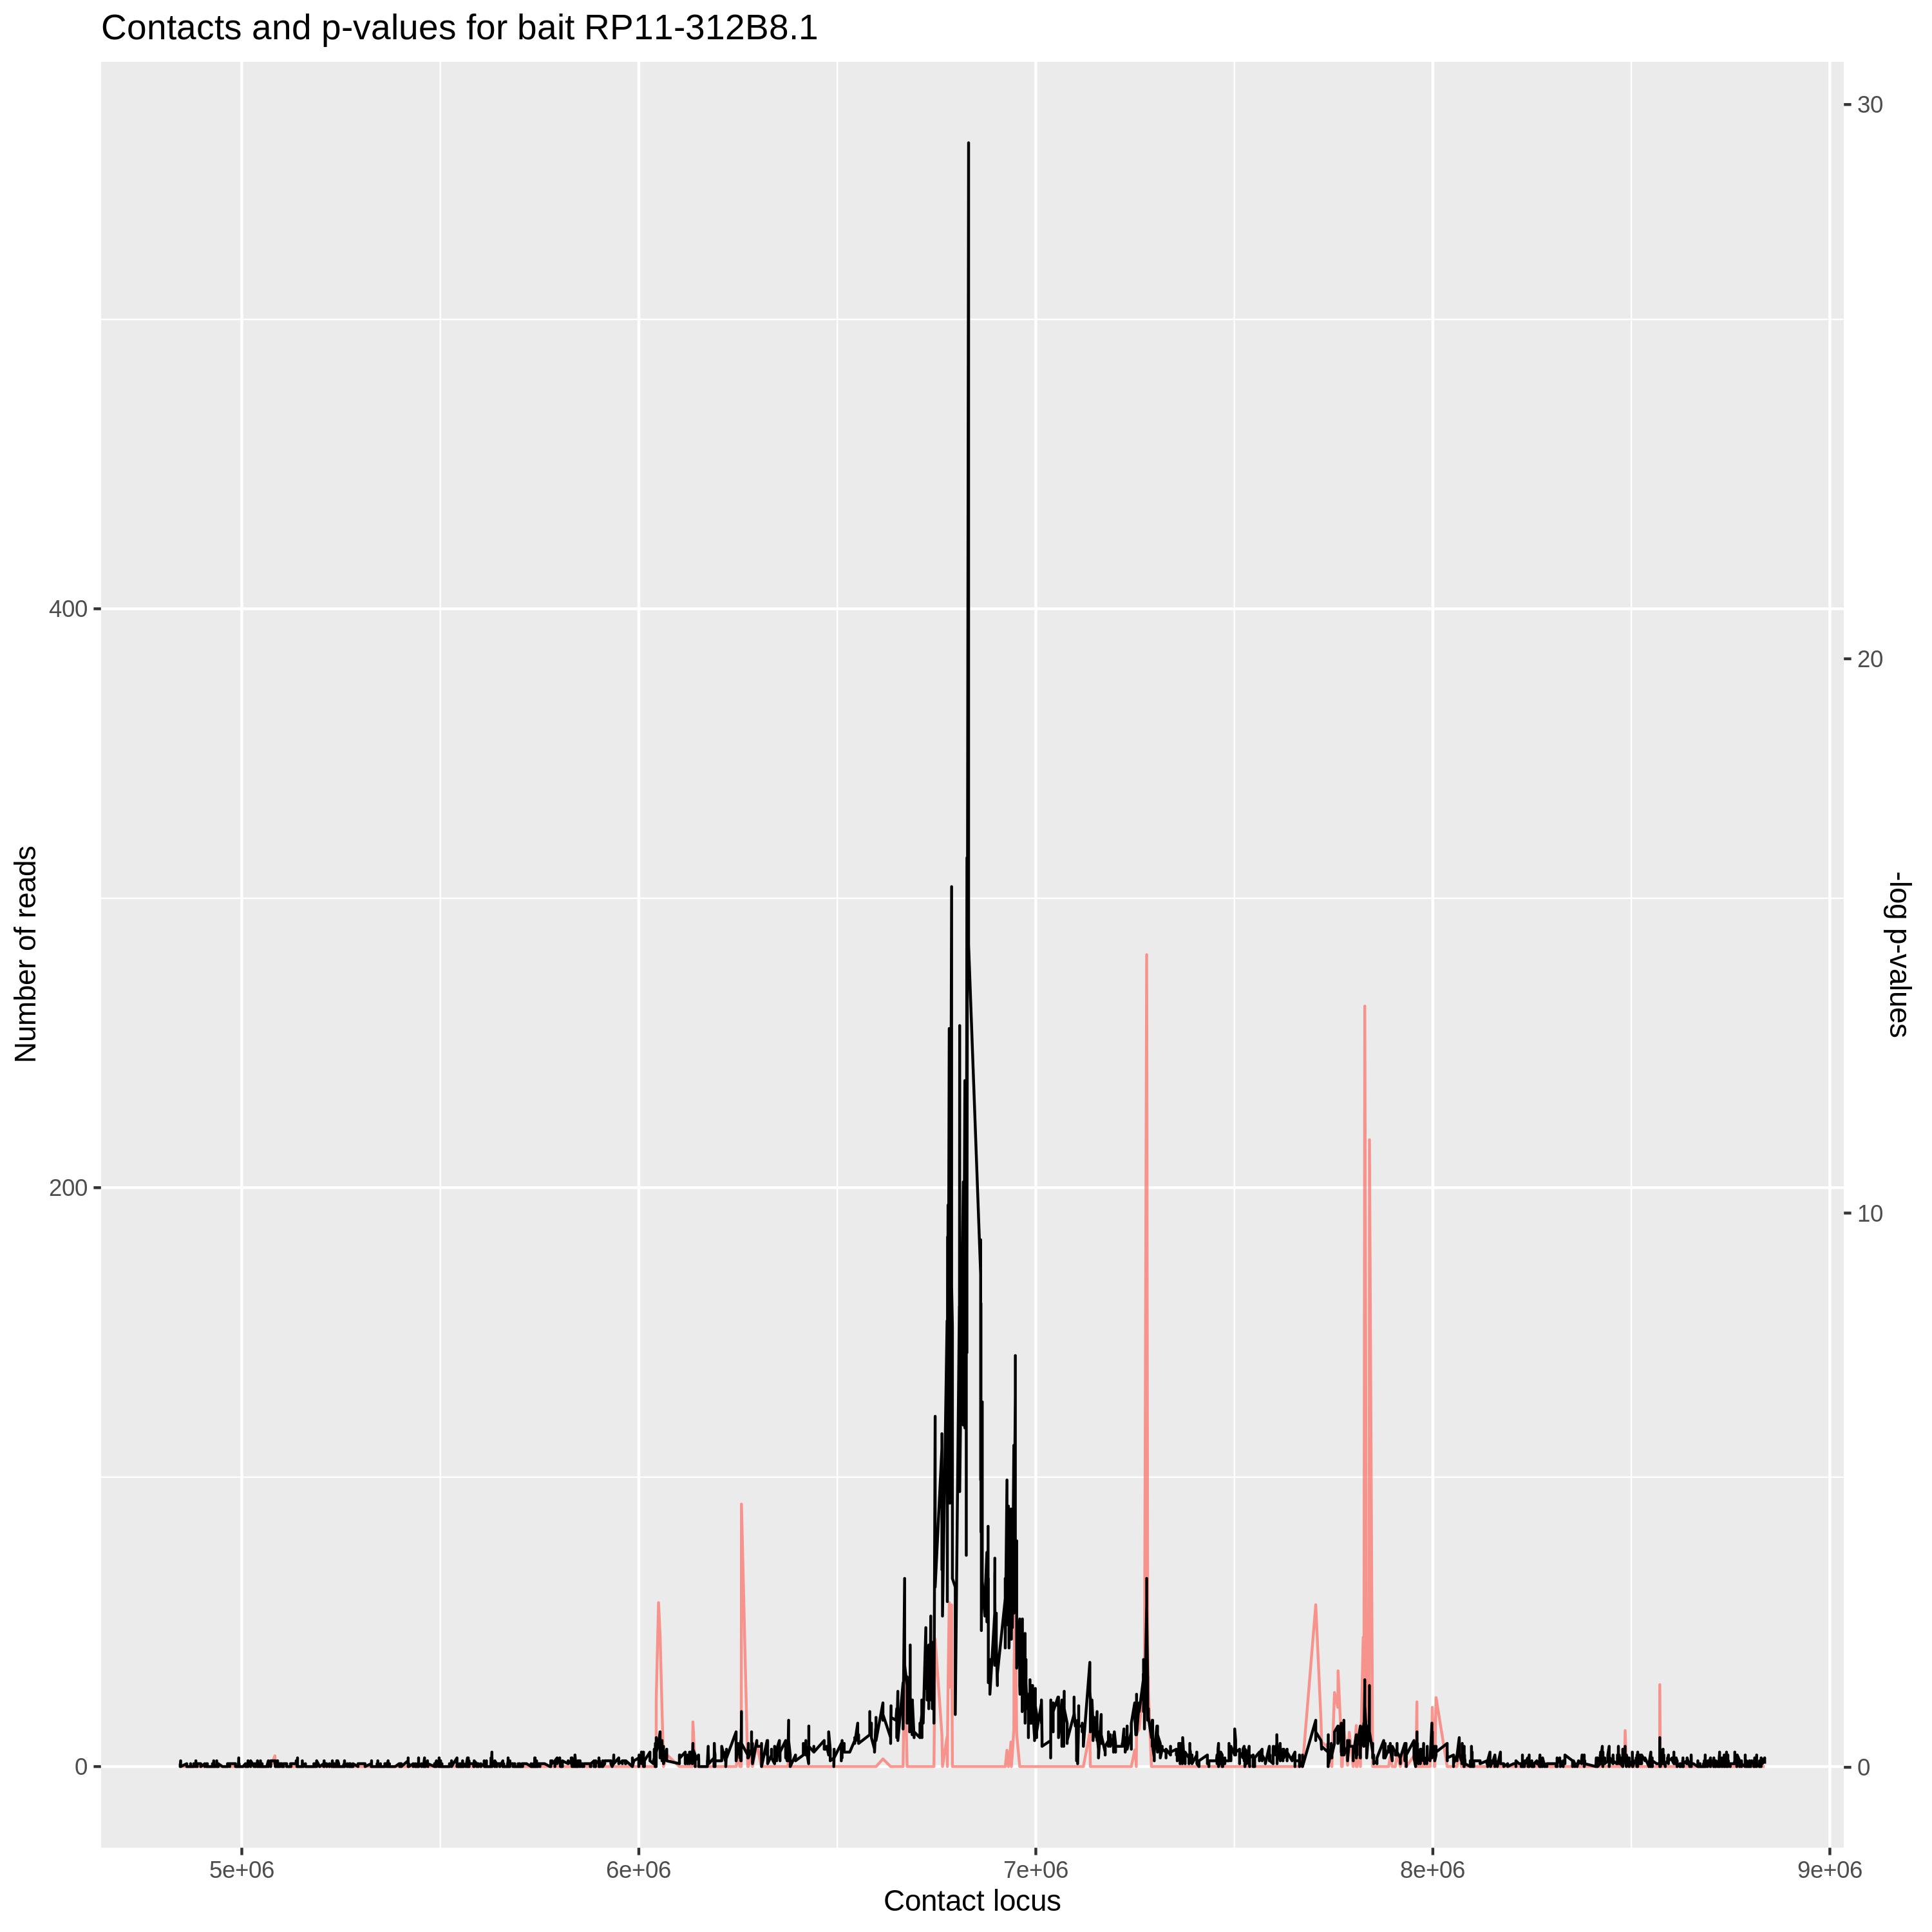 Contacts and p-values for bait RP11-312B8.1
30
400
20
Number of reads
-log p-values
200
10
0
0
5e+06
6e+06
7e+06
8e+06
9e+06
Contact locus